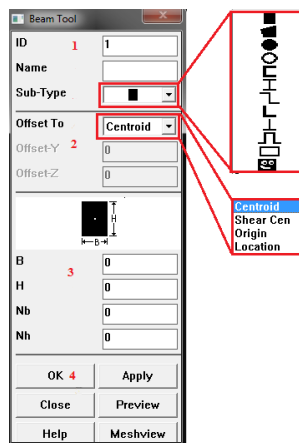 Beam Tool
ID 1 1
Name
Sub-Type
Offset To Centroid
Offset-Y 2 0
Offset-Z 0
H
B
B 0
3
H 0
Nb 0
Nh 0
OK 4 Apply
Close Preview
Help Meshview
Centroid
Shear Cen
Origin
Location